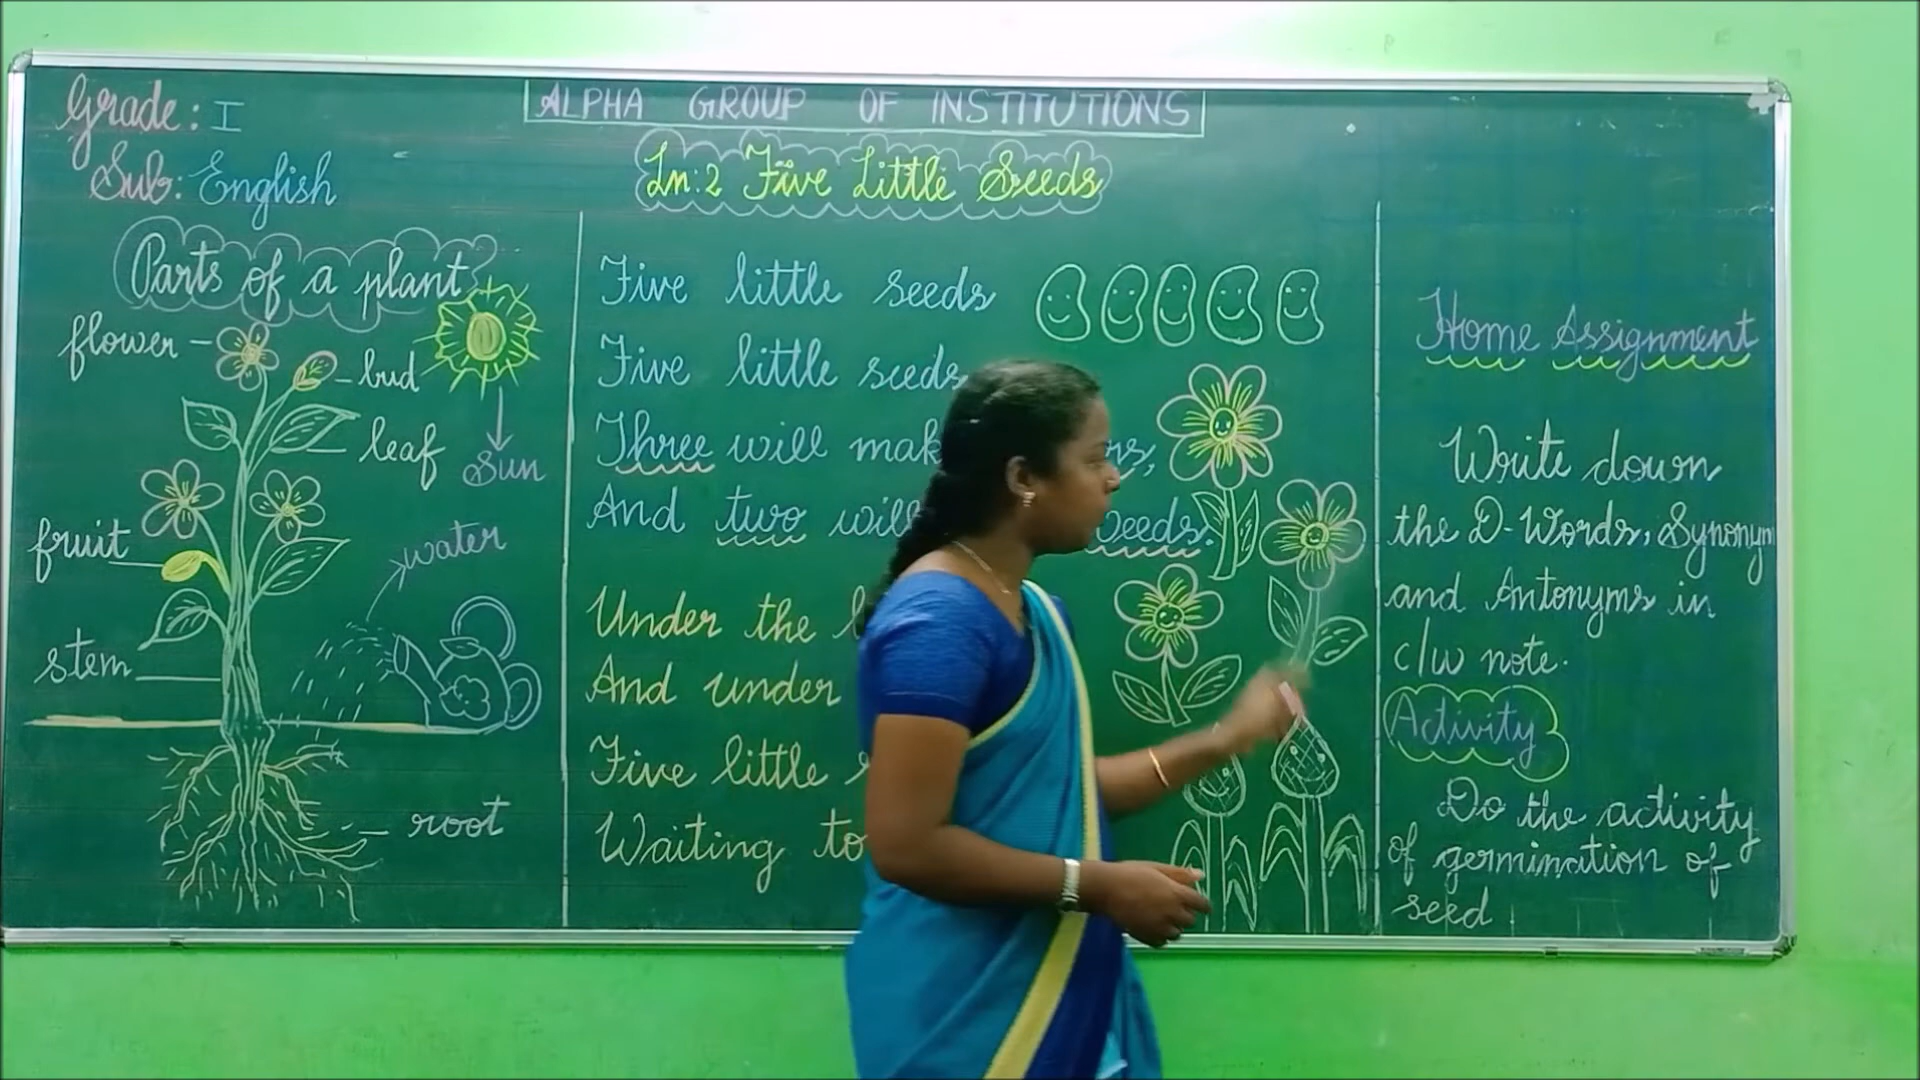 Grade: I
Sub: English
ALPHA GROUP OF INSTITUTIONS
Ln:2 Five Little Seeds
Parts of a plant
flower
bud
leaf
Sun
fruit
water
stem
root
Five little seeds
Five little seeds
Three will mak
And two will weeds.
Under the
And under
Five little
Waiting to
Home Assignment
Write down
the D-Words, Synonym
and Antonyms in
c/w note.
Activity
Do the activity
of germination of
seed